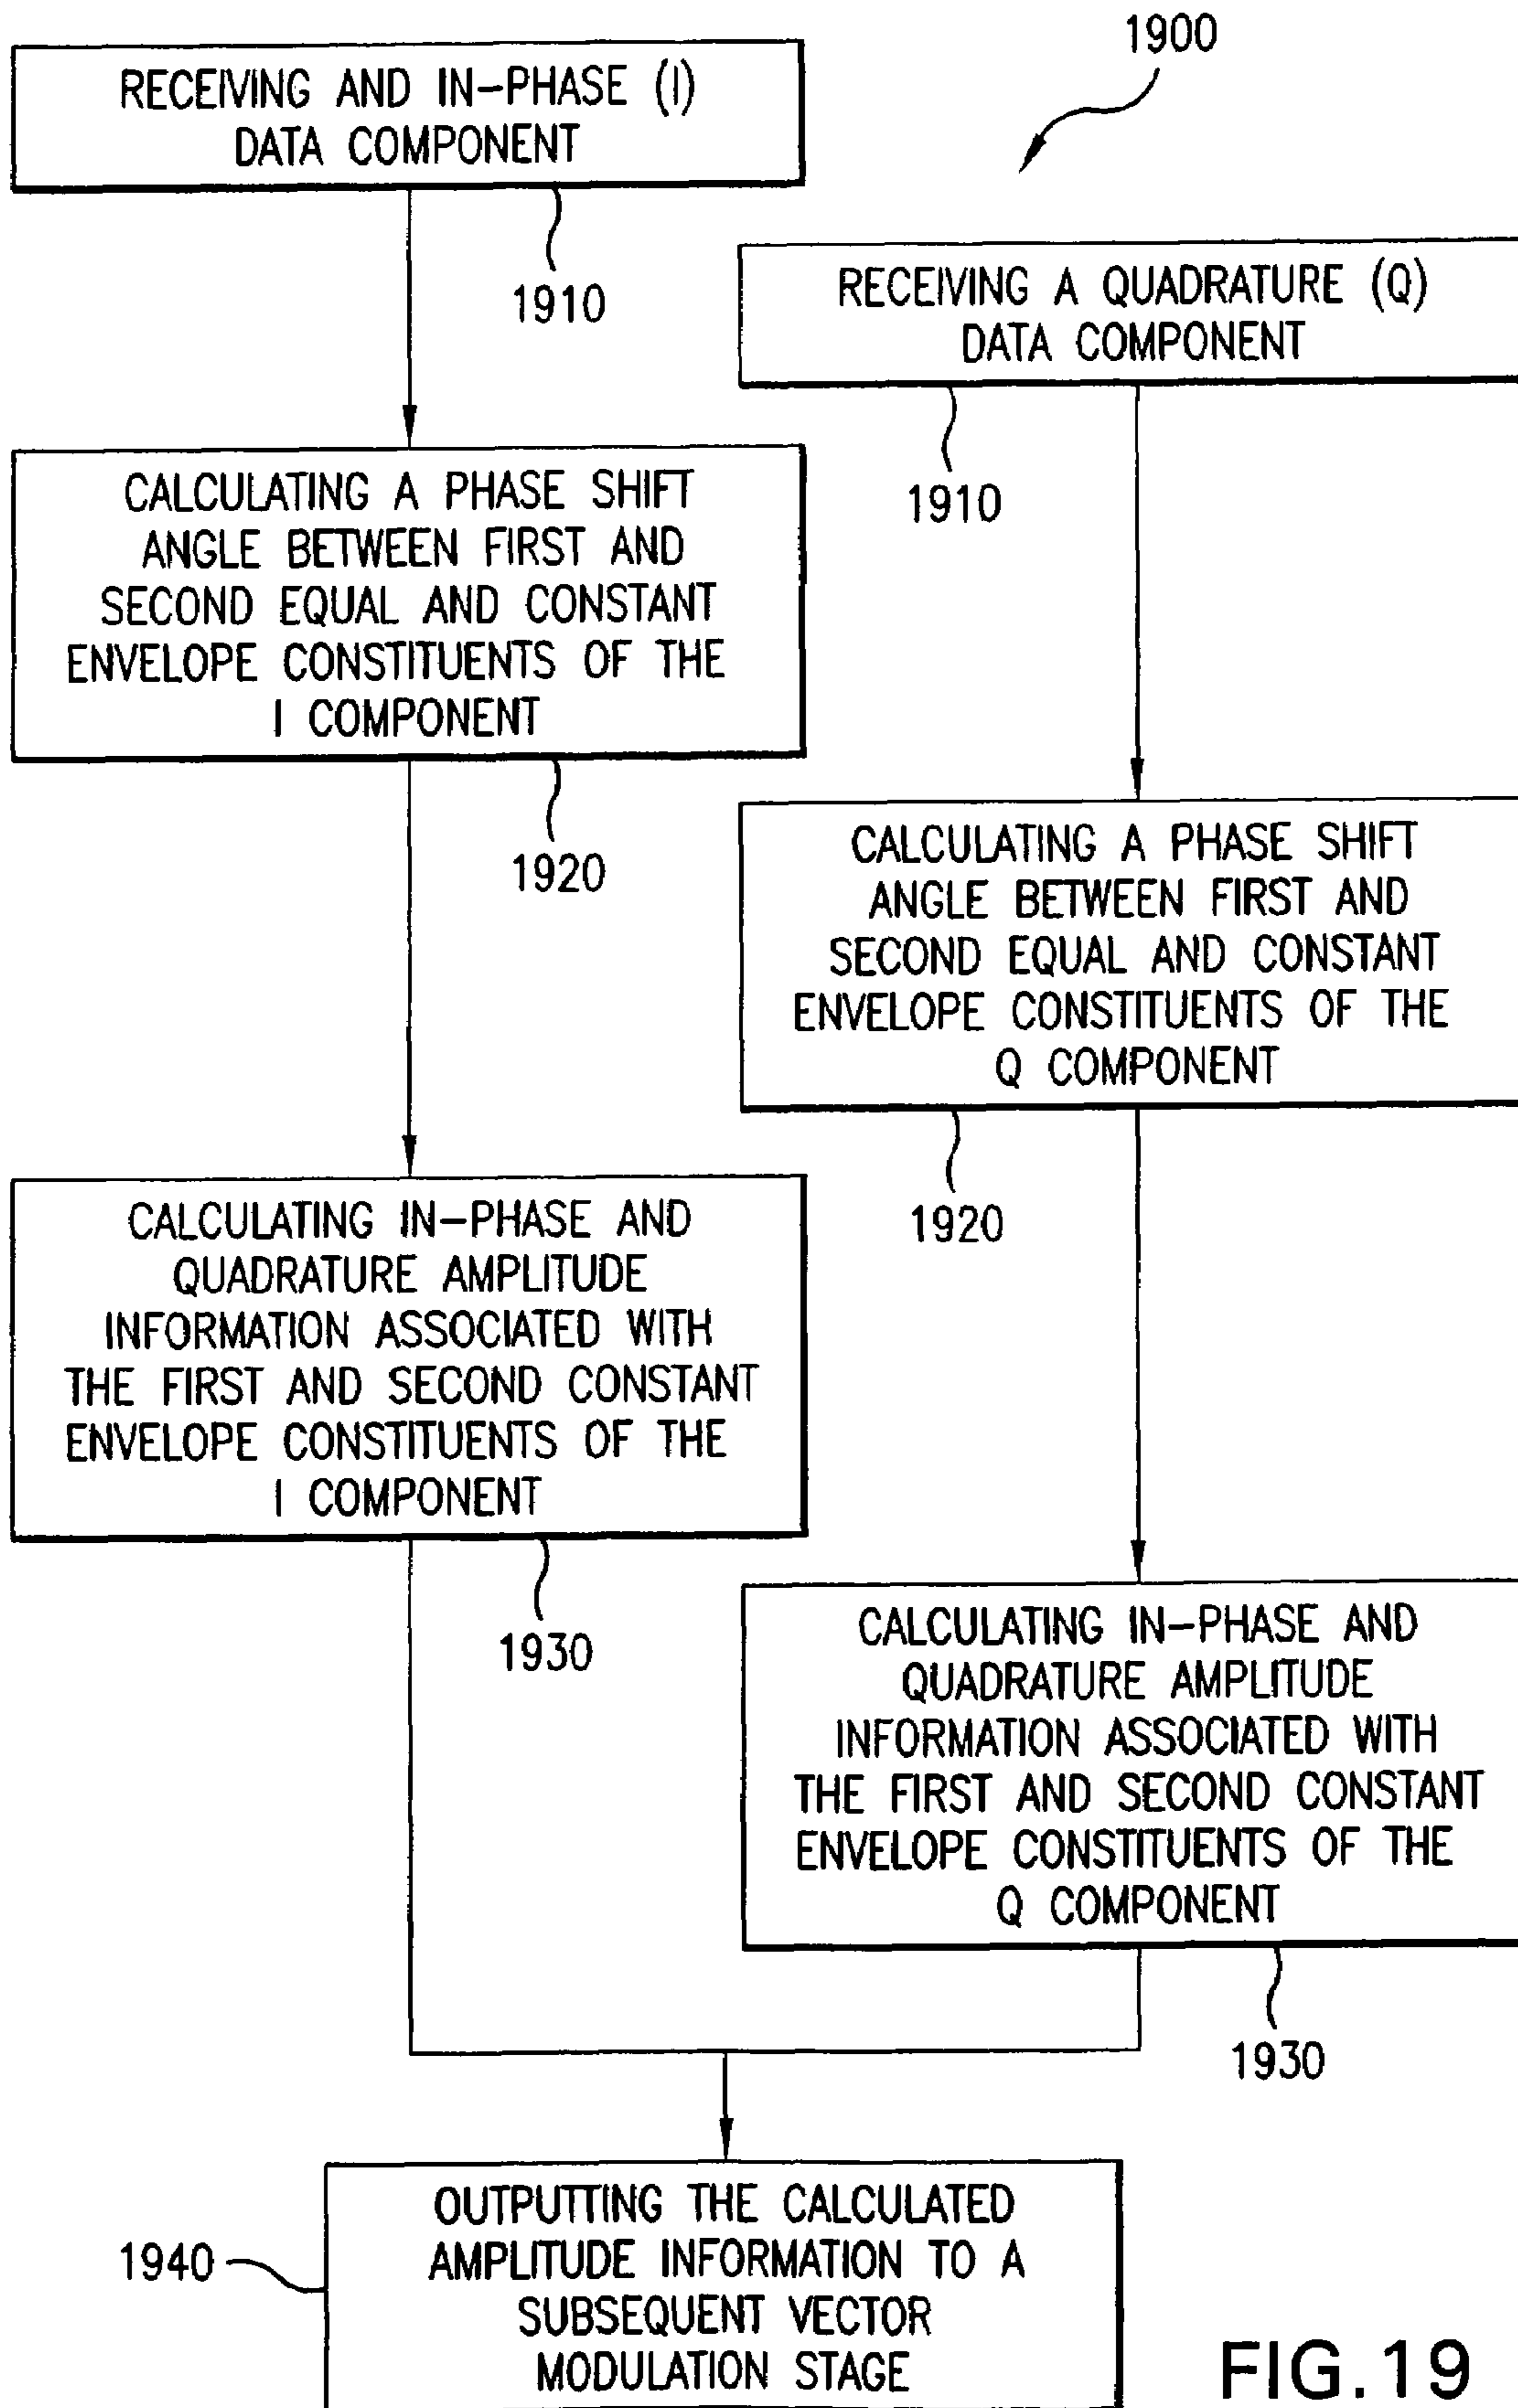 1900
RECEIVING AND IN-PHASE (I)
DATA COMPONENT
1910
RECEIVING A QUADRATURE (Q)
DATA COMPONENT
1910
CALCULATING A PHASE SHIFT
ANGLE BETWEEN FIRST AND
SECOND EQUAL AND CONSTANT
ENVELOPE CONSTITUENTS OF THE
I COMPONENT
1920
CALCULATING A PHASE SHIFT
ANGLE BETWEEN FIRST AND
SECOND EQUAL AND CONSTANT
ENVELOPE CONSTITUENTS OF THE
Q COMPONENT
1920
CALCULATING IN-PHASE AND
QUADRATURE AMPLITUDE
INFORMATION ASSOCIATED WITH
THE FIRST AND SECOND CONSTANT
ENVELOPE CONSTITUENTS OF THE
I COMPONENT
1930
CALCULATING IN-PHASE AND
QUADRATURE AMPLITUDE
INFORMATION ASSOCIATED WITH
THE FIRST AND SECOND CONSTANT
ENVELOPE CONSTITUENTS OF THE
Q COMPONENT
1930
OUTPUTTING THE CALCULATED
AMPLITUDE INFORMATION TO A
SUBSEQUENT VECTOR
MODULATION STAGE
1940
FIG.19